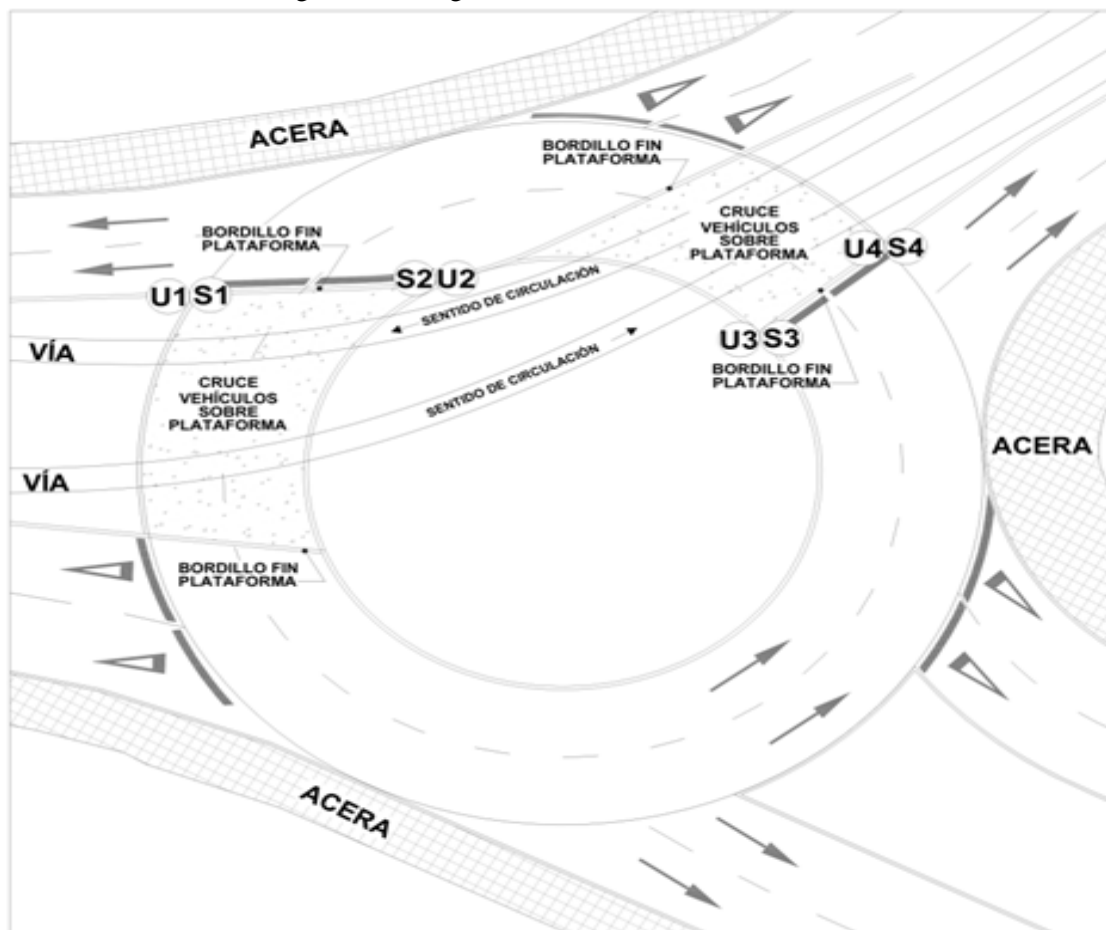 ACERA
BORDILLO FIN
PLATAFORMA
BORDILLO FIN
PLATAFORMA
CRUCE
VEHÍCULOS
SOBRE
PLATAFORMA
U4 S4
U1 S1
S2 U2
SENTIDO DE CIRCULACIÓN
U3 S3
VÍA
BORDILLO FIN
PLATAFORMA
SENTIDO DE CIRCULACIÓN
CRUCE
VEHÍCULOS
SOBRE
PLATAFORMA
ACERA
VÍA
BORDILLO FIN
PLATAFORMA
ACERA